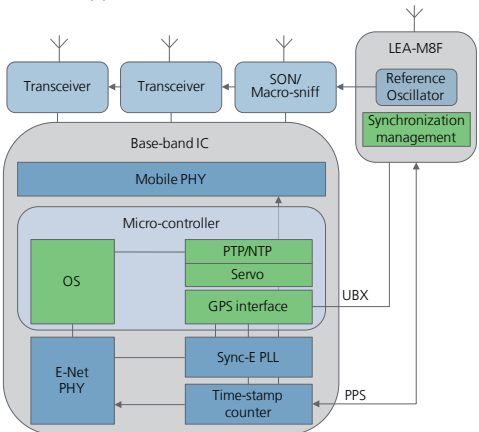 LEA-M8F
Transceiver
Transceiver
SON/
Macro-sniff
Reference
Oscillator
Synchronization
management
Base-band IC
Mobile PHY
Micro-controller
OS
PTP/NTP
Servo
GPS interface
UBX
E-Net
PHY
Sync-E PLL
Time-stamp
counter
PPS